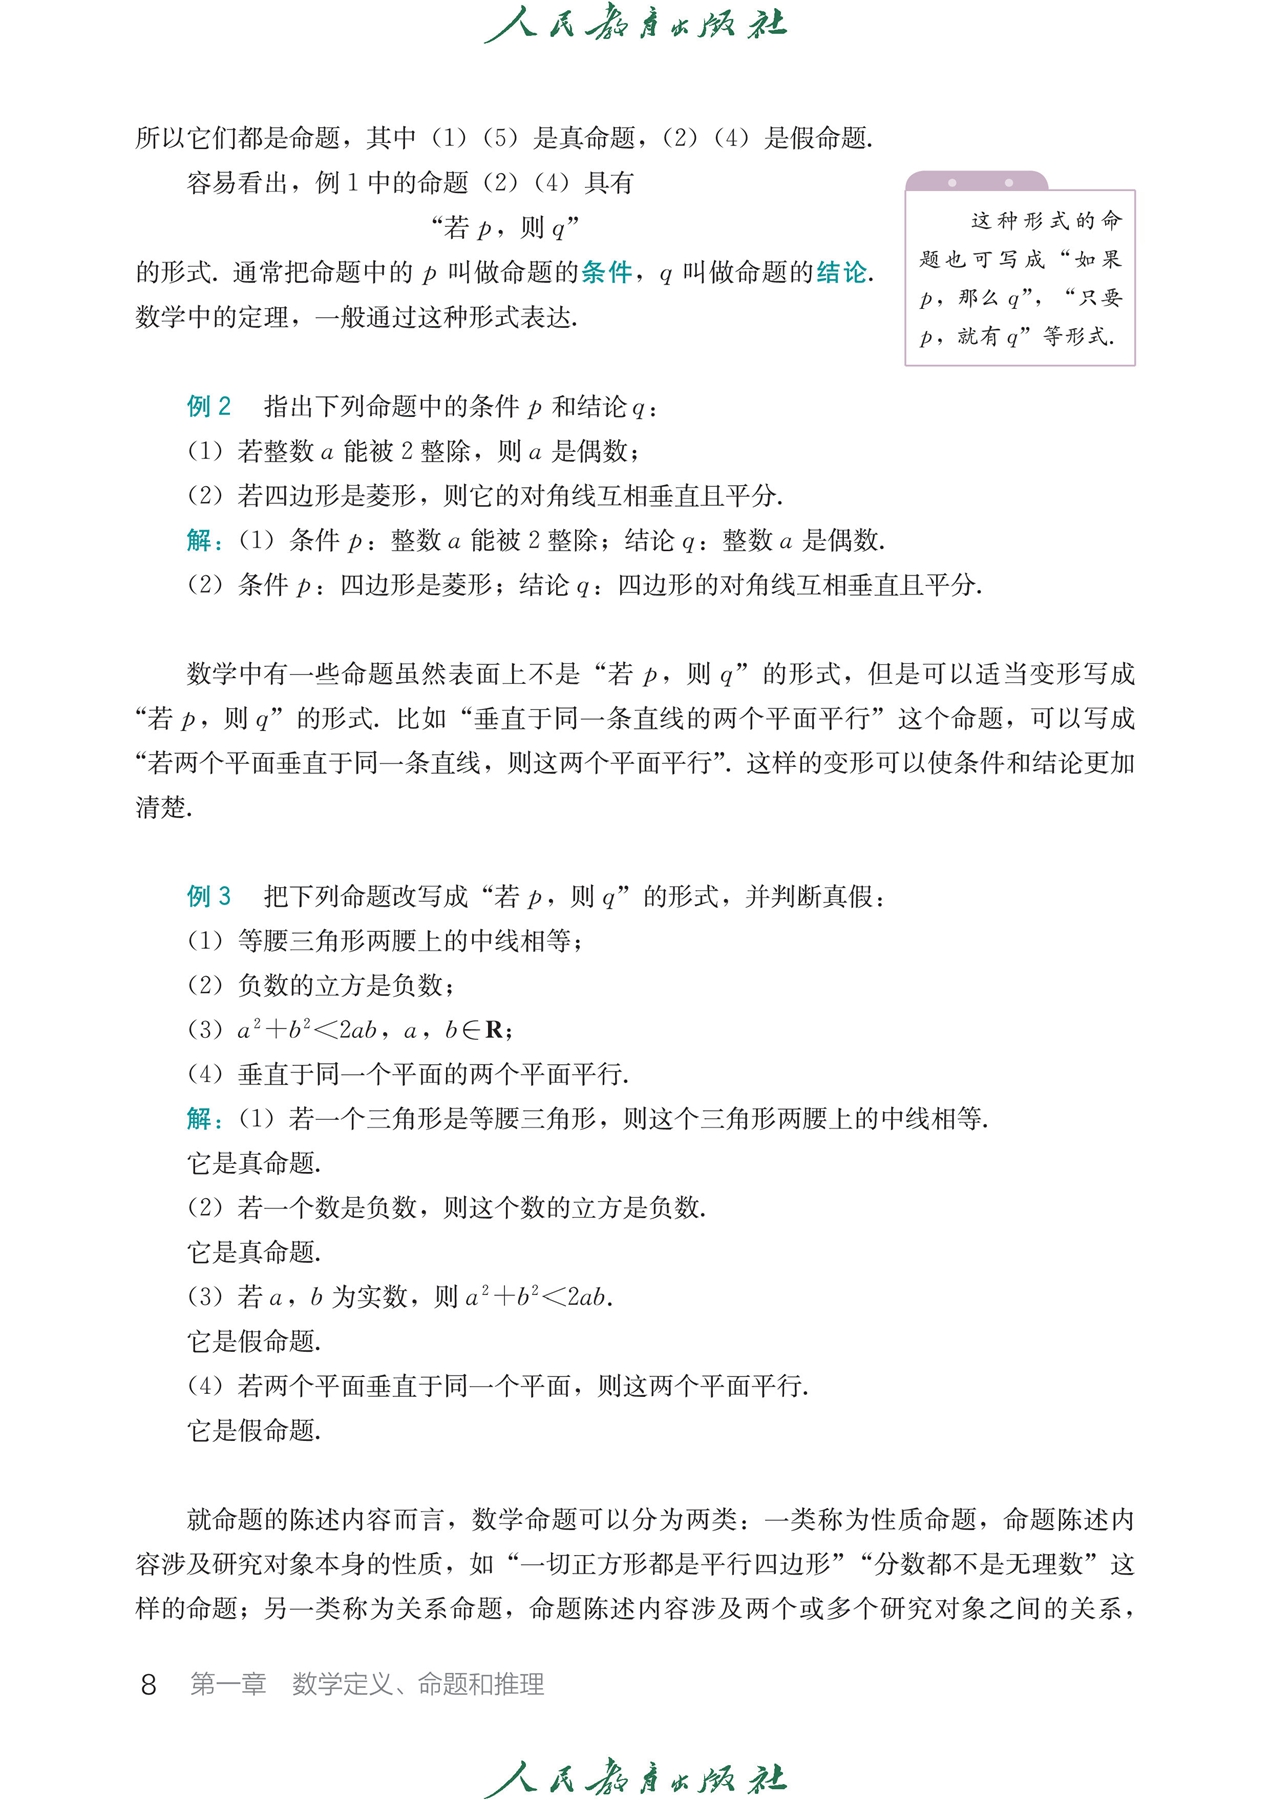 人民教育出版社
所以它们都是命题，其中（1）（5）是真命题，（2）（4）是假命题．
容易看出，例1中的命题（2）（4）具有
“若p，则q”
的形式．通常把命题中的p叫做命题的条件，q叫做命题的结论．
数学中的定理，一般通过这种形式表达．
这种形式的命
题也可写成“如果
p，那么q”，“只要
p，就有q”等形式．
例2 指出下列命题中的条件p和结论q：
（1）若整数a能被2整除，则a是偶数；
（2）若四边形是菱形，则它的对角线互相垂直且平分．
解：（1）条件p：整数a能被2整除；结论q：整数a是偶数．
（2）条件p：四边形是菱形；结论q：四边形的对角线互相垂直且平分．
数学中有一些命题虽然表面上不是“若p，则q”的形式，但是可以适当变形写成
“若p，则q”的形式．比如“垂直于同一条直线的两个平面平行”这个命题，可以写成
“若两个平面垂直于同一条直线，则这两个平面平行”．这样的变形可以使条件和结论更加
清楚．
例3 把下列命题改写成“若p，则q”的形式，并判断真假：
（1）等腰三角形两腰上的中线相等；
（2）负数的立方是负数；
（3）a²+b²<2ab，a，b∈R；
（4）垂直于同一个平面的两个平面平行．
解：（1）若一个三角形是等腰三角形，则这个三角形两腰上的中线相等．
它是真命题．
（2）若一个数是负数，则这个数的立方是负数．
它是真命题．
（3）若a，b为实数，则a²+b²<2ab．
它是假命题．
（4）若两个平面垂直于同一个平面，则这两个平面平行．
它是假命题．
就命题的陈述内容而言，数学命题可以分为两类：一类称为性质命题，命题陈述内
容涉及研究对象本身的性质，如“一切正方形都是平行四边形”“分数都不是无理数”这
样的命题；另一类称为关系命题，命题陈述内容涉及两个或多个研究对象之间的关系，
8 第一章 数学定义、命题和推理
人民教育出版社